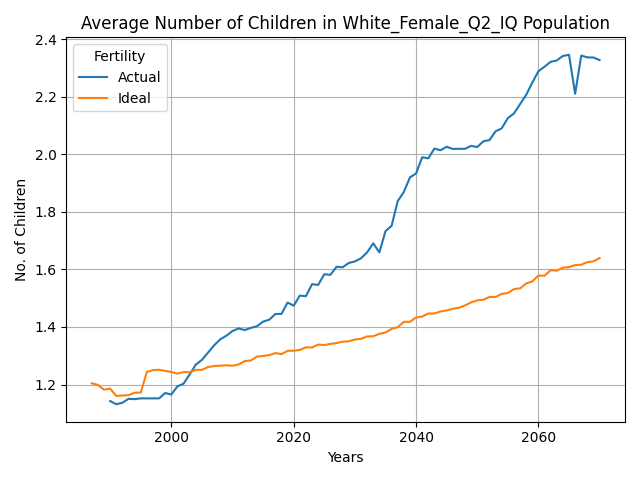 Average Number of Children in White_Female_Q2_IQ Population
No. of Children
2.4
2.2
2.0
1.8
1.6
1.4
1.2
Fertility
Actual
Ideal
2000 2020 2040 2060
Years